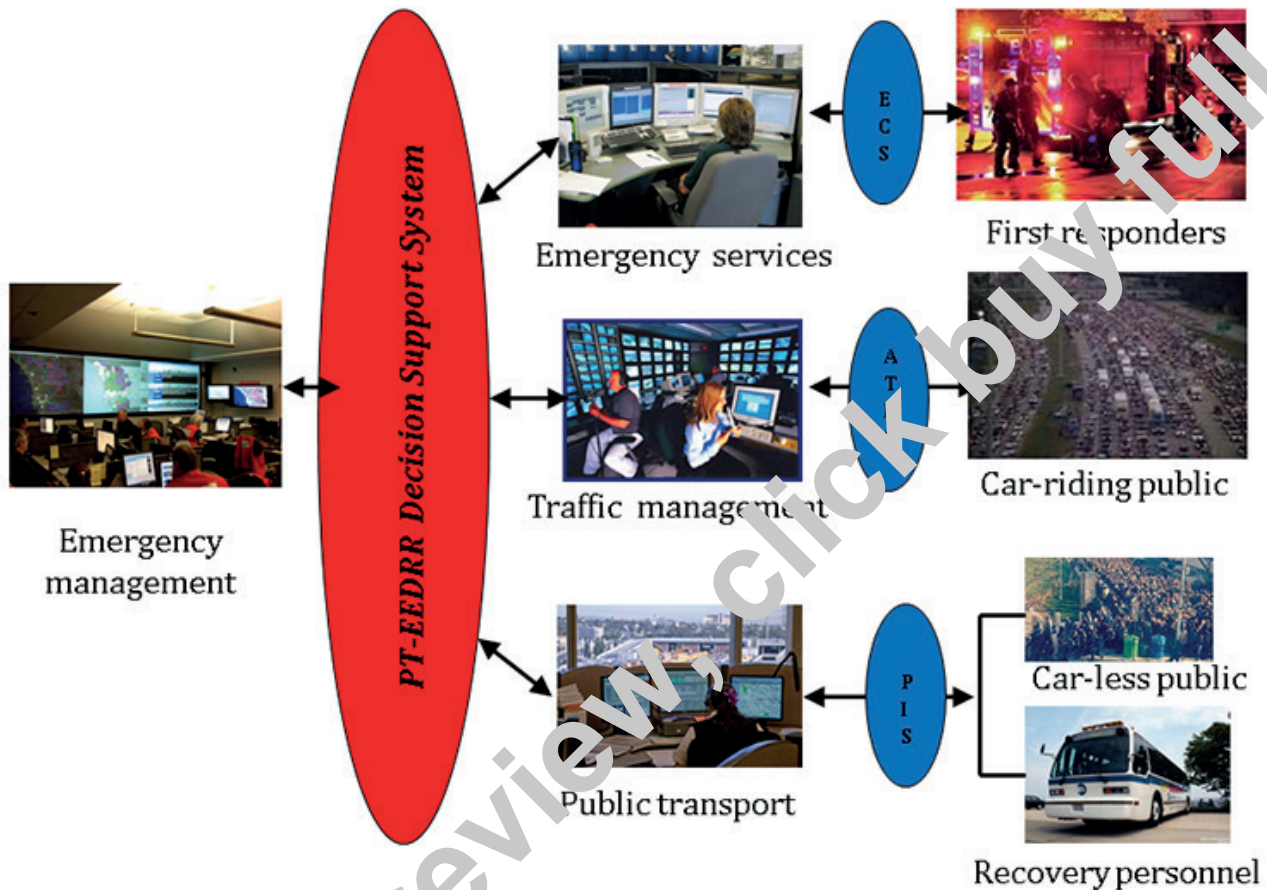 PT-EEDRR Decision Support System
Emergency
management
Emergency services
Traffic management
Public transport
E
C
S
A
T
P
I
S
First responders
Car-riding public
Car-less public
Recovery personnel
review, click buy full